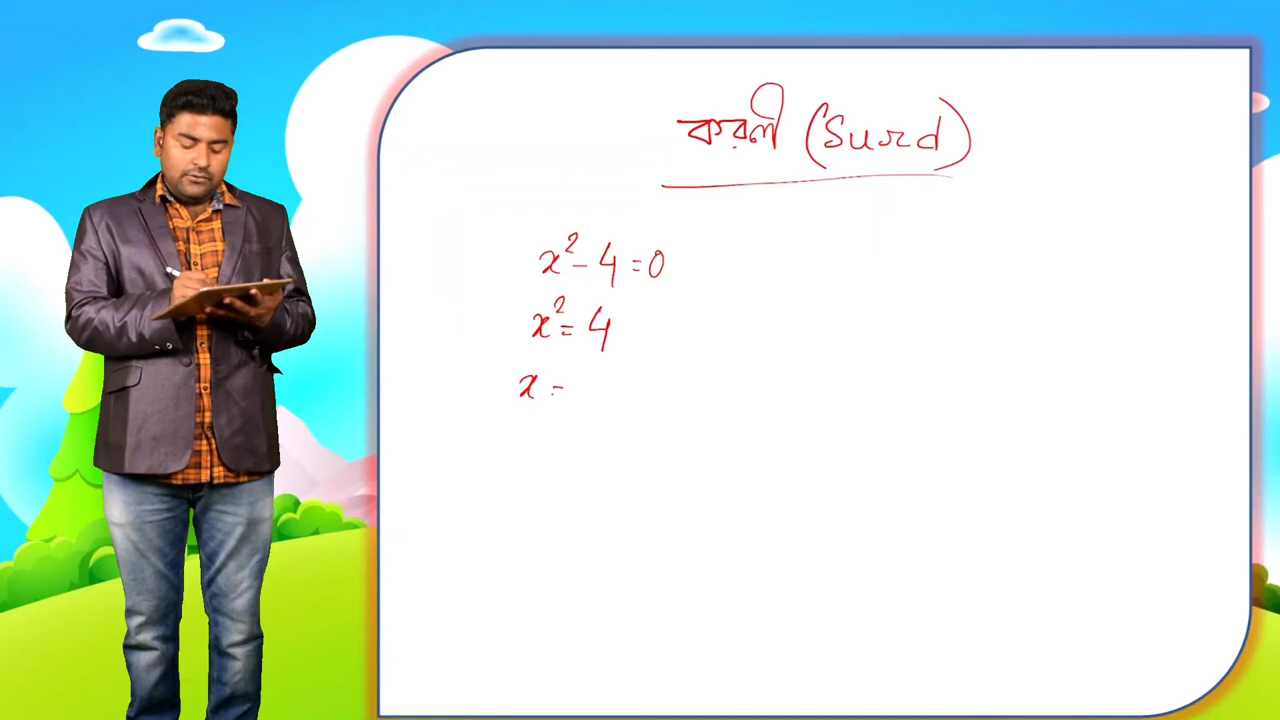 করণী (Surd)
x² - 4 = 0
x² = 4
x =